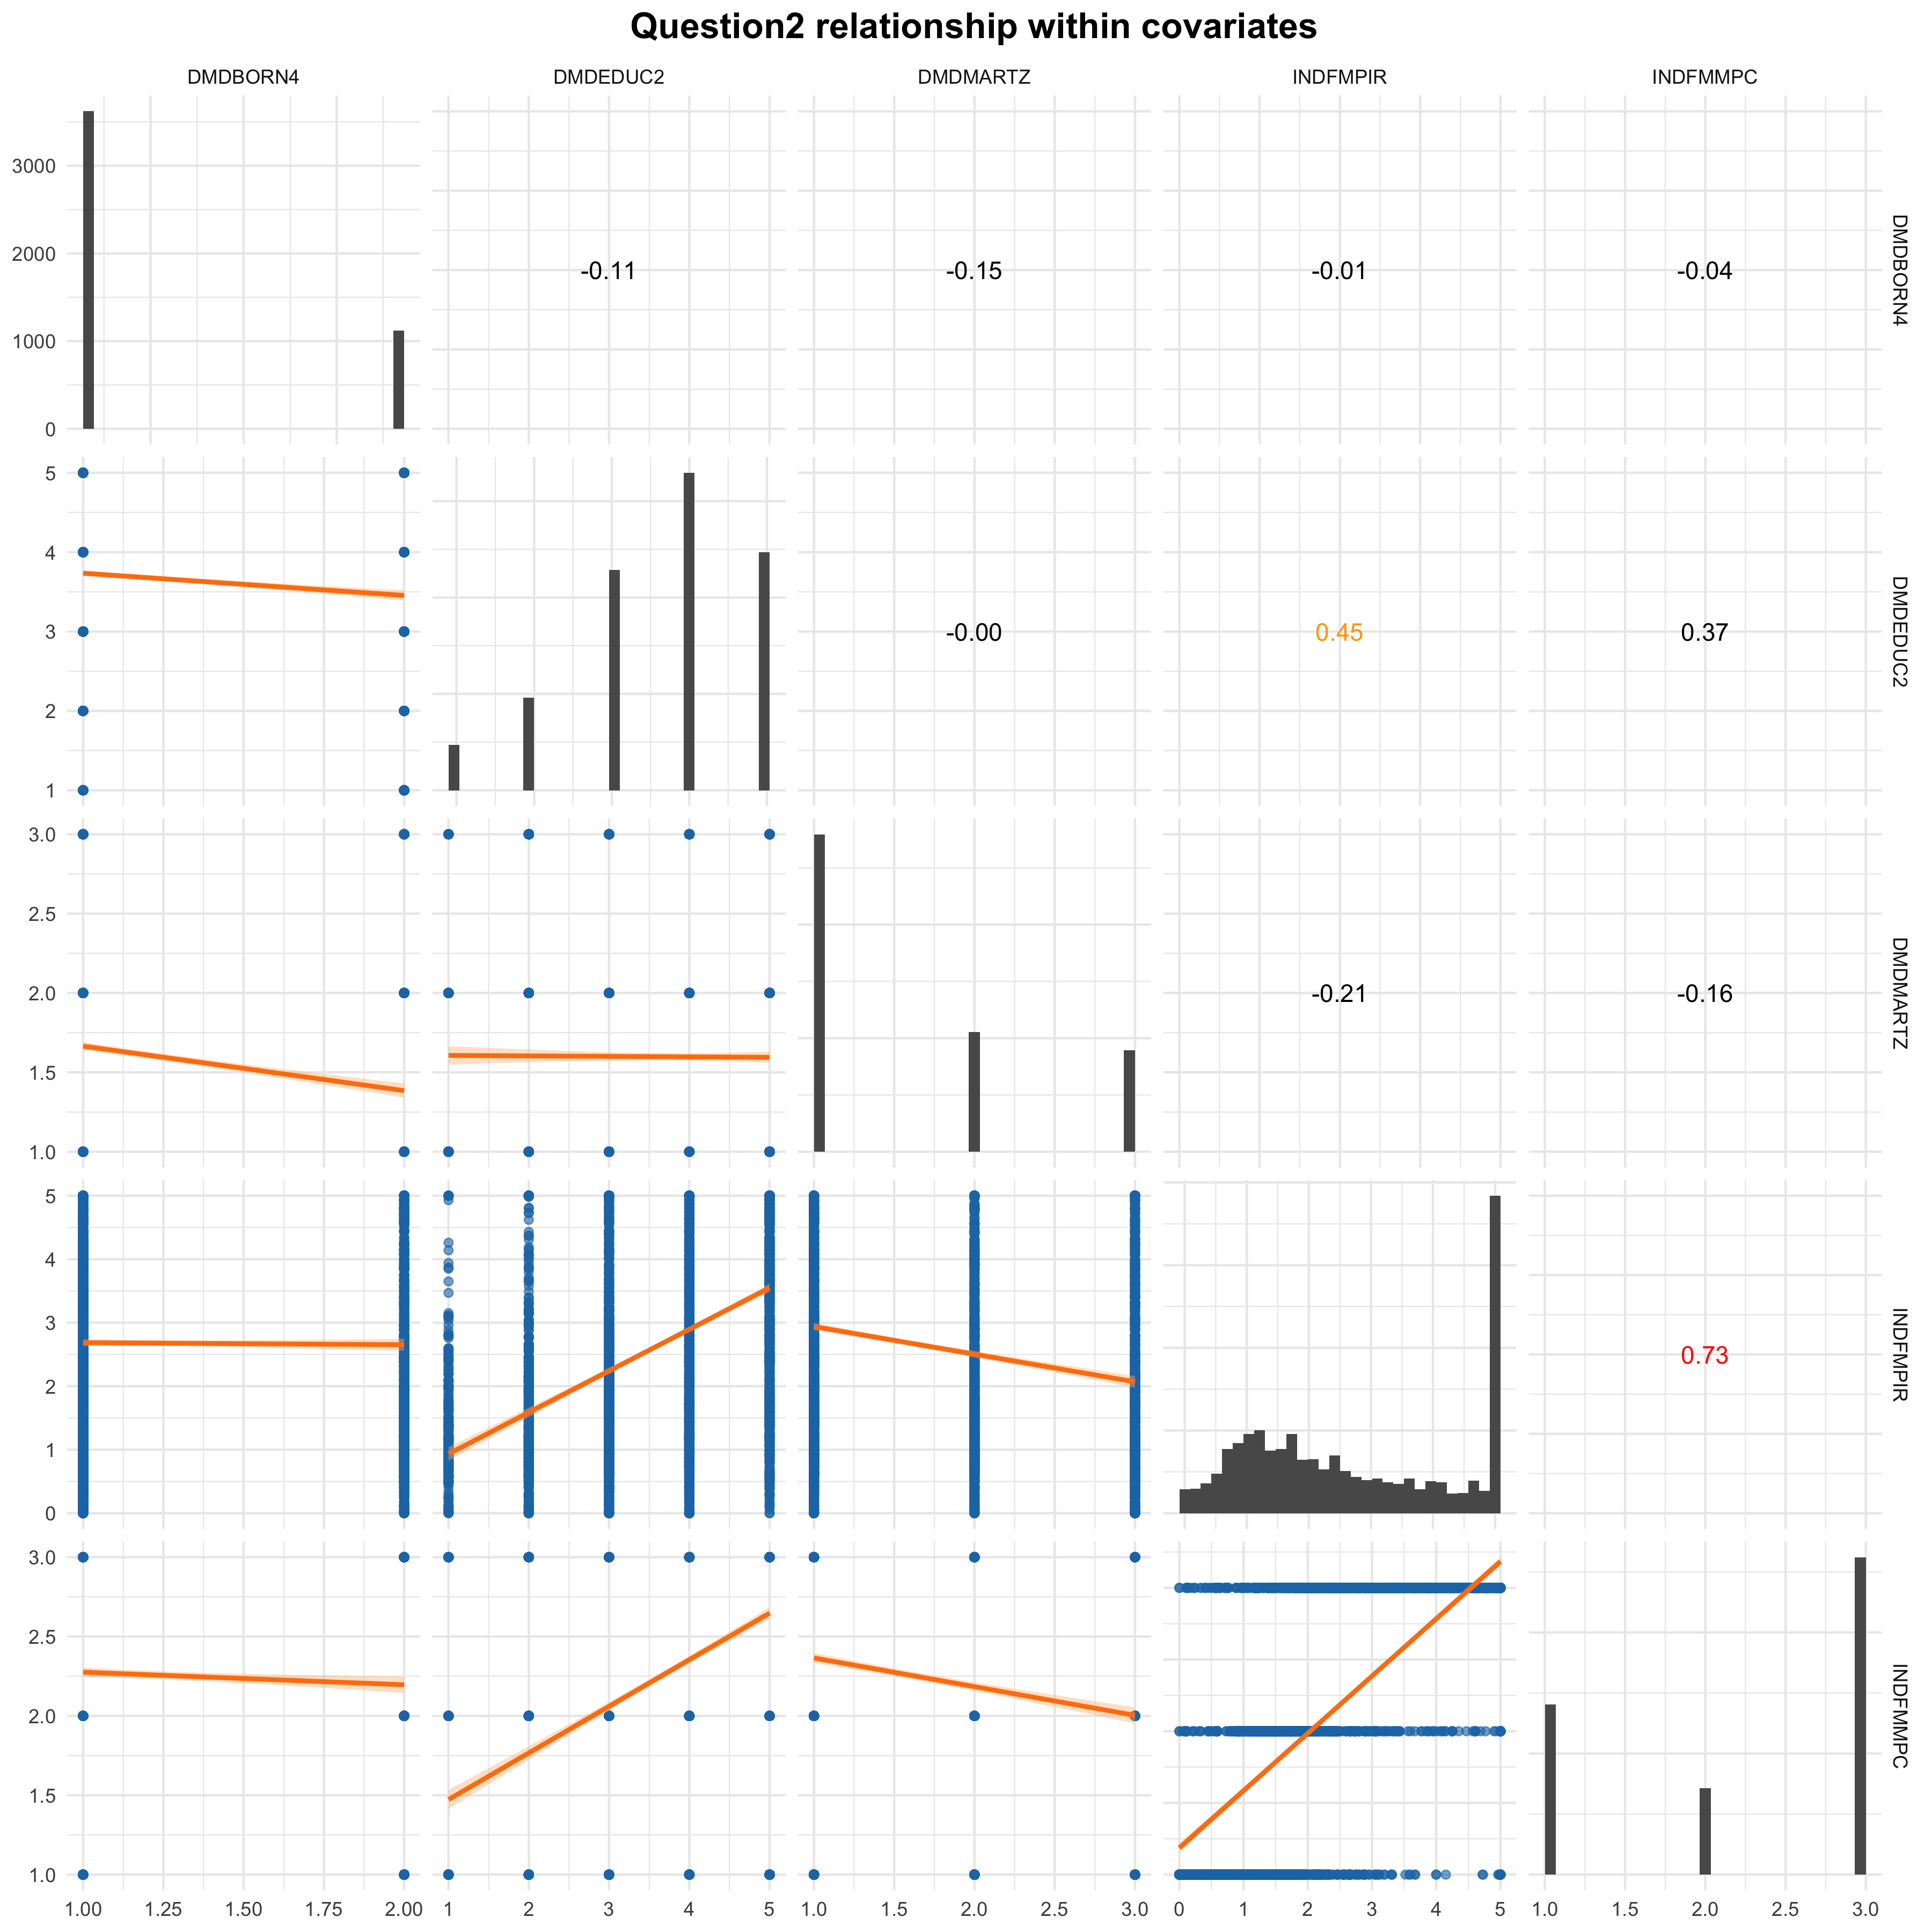 Question2 relationship within covariates
DMDBORN4 DMDEDUC2 DMDMARTZ INDFMPIR INDFMMPC
3000
2000
1000
0
-0.11 -0.15 -0.01 -0.04
DMDBORN4
5
4
3
2
1
-0.00 0.45 0.37
DMDEDUC2
3.0
2.5
2.0
1.5
1.0
-0.21 -0.16
DMDMARTZ
5
4
3
2
1
0
0.73
INDFMPIR
3.0
2.5
2.0
1.5
1.0
INDFMMPC
1.00 1.25 1.50 1.75 2.00 1 2 3 4 5 1.0 1.5 2.0 2.5 3.0 0 1 2 3 4 5 1.0 1.5 2.0 2.5 3.0